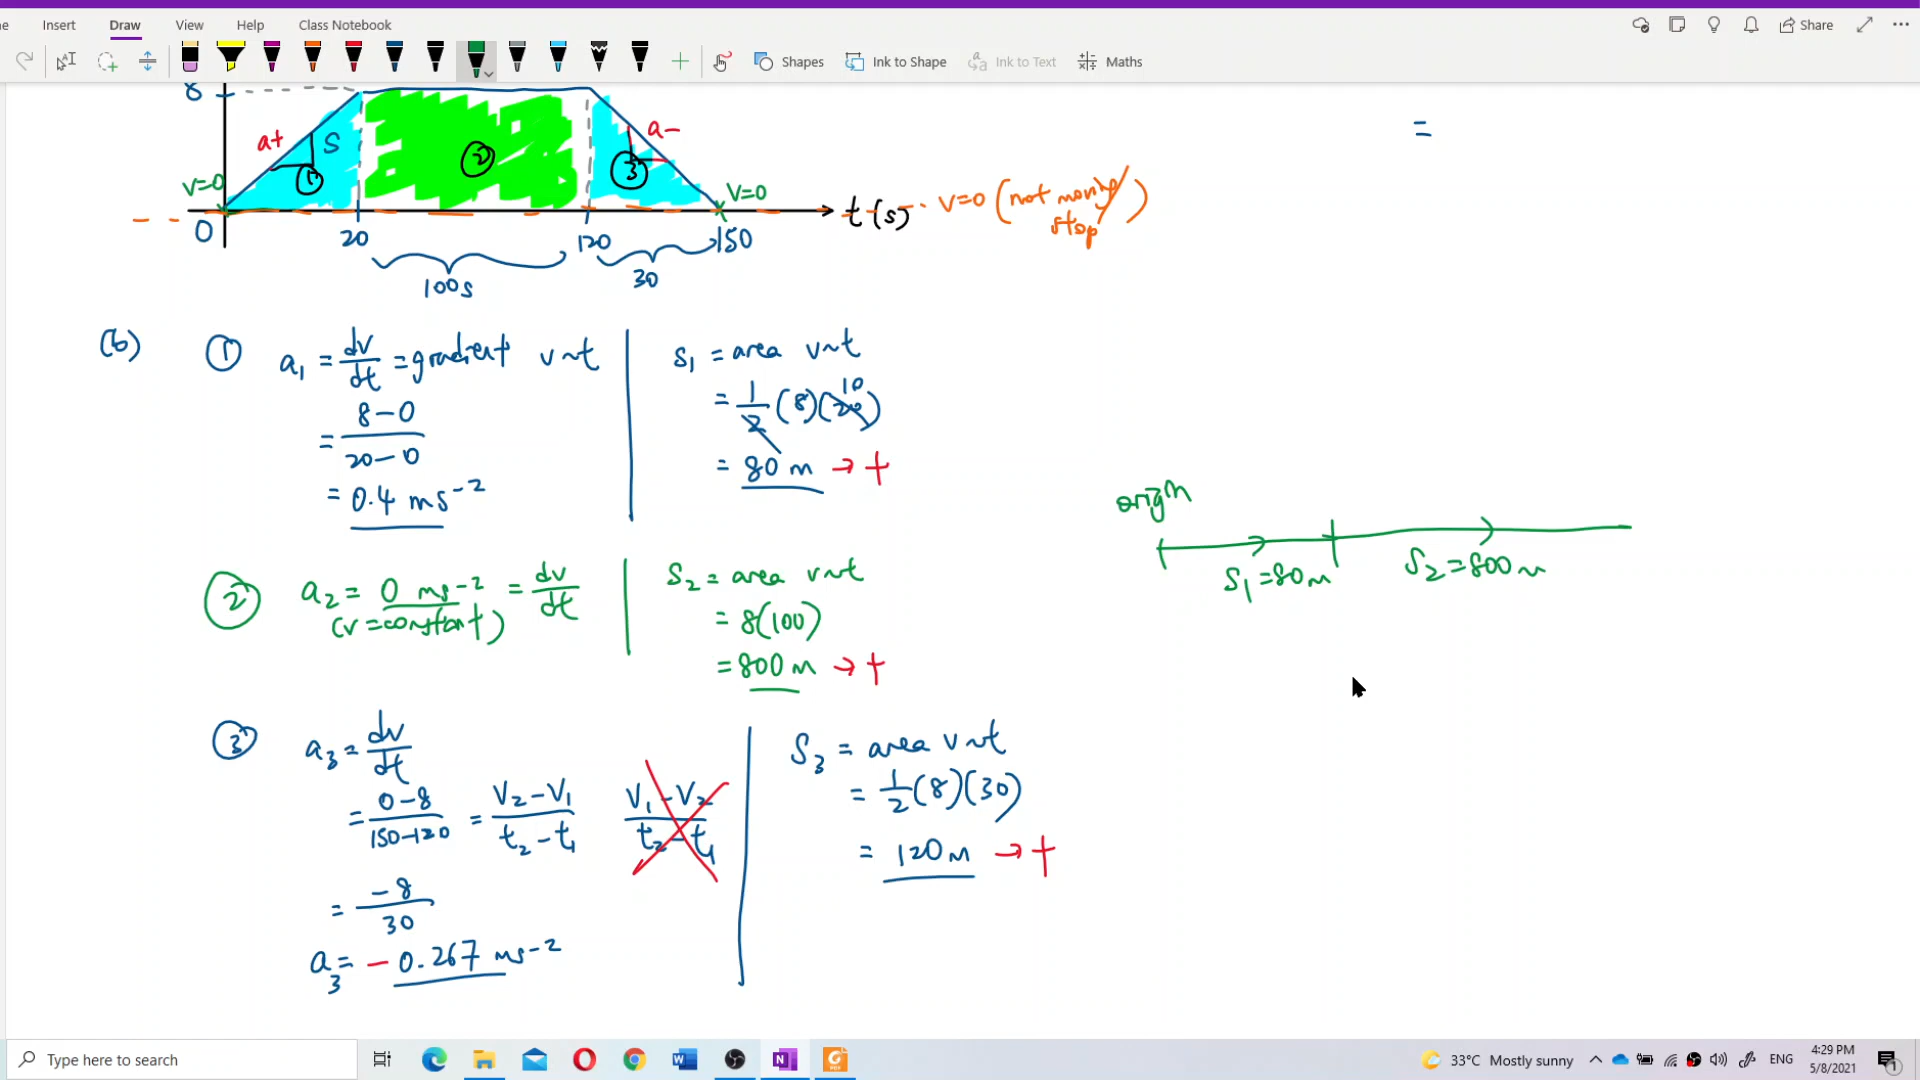 Insert Draw View Help Class Notebook Share
Shapes Ink to Shape Ink to Text Maths
8
a+ S ① ② ③ a-
v=0 v=0 t(s) v=0 (not moving / stop)
0 20 120 150
100s 30
=
(b) ① a₁ = dv/dt = gradient v~t
= 8-0/20-0
= 0.4 ms⁻²
s₁ = area v~t
= 1/2 (8)(20) 10
= 80 m → +
② a₂ = 0 ms⁻² = dv/dt
(v = constant)
S₂ = area v~t
= 8(100)
= 800 m → +
③ a₃ = dv/dt
= 0-8/150-120 = V₂-V₁/t₂-t₁ V₁-V₂/t₂-t₁
= -8/30
a₃ = -0.267 ms⁻²
S₃ = area v~t
= 1/2 (8)(30)
= 120 m → +
origin
S₁ = 80m S₂ = 800m
Type here to search
33°C Mostly sunny ENG 4:29 PM
5/8/2021